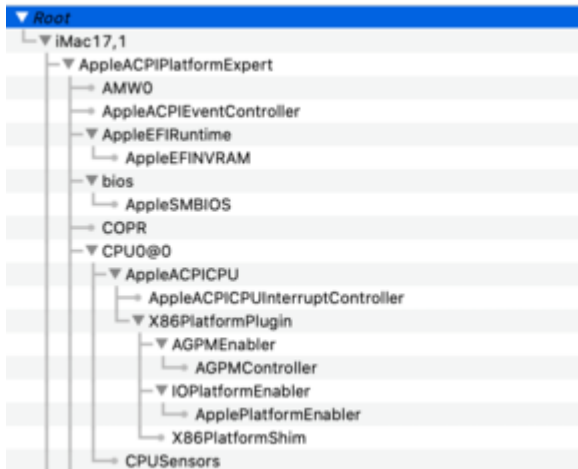 Root
iMac17,1
AppleACPIPlatformExpert
AMW0
AppleACPIEventController
AppleEFIRuntime
AppleEFINVRAM
bios
AppleSMBIOS
COPR
CPU0@0
AppleACPICPU
AppleACPICPUInterruptController
X86PlatformPlugin
AGPMEnabler
AGPMController
IOPlatformEnabler
ApplePlatformEnabler
X86PlatformShim
CPUSensors